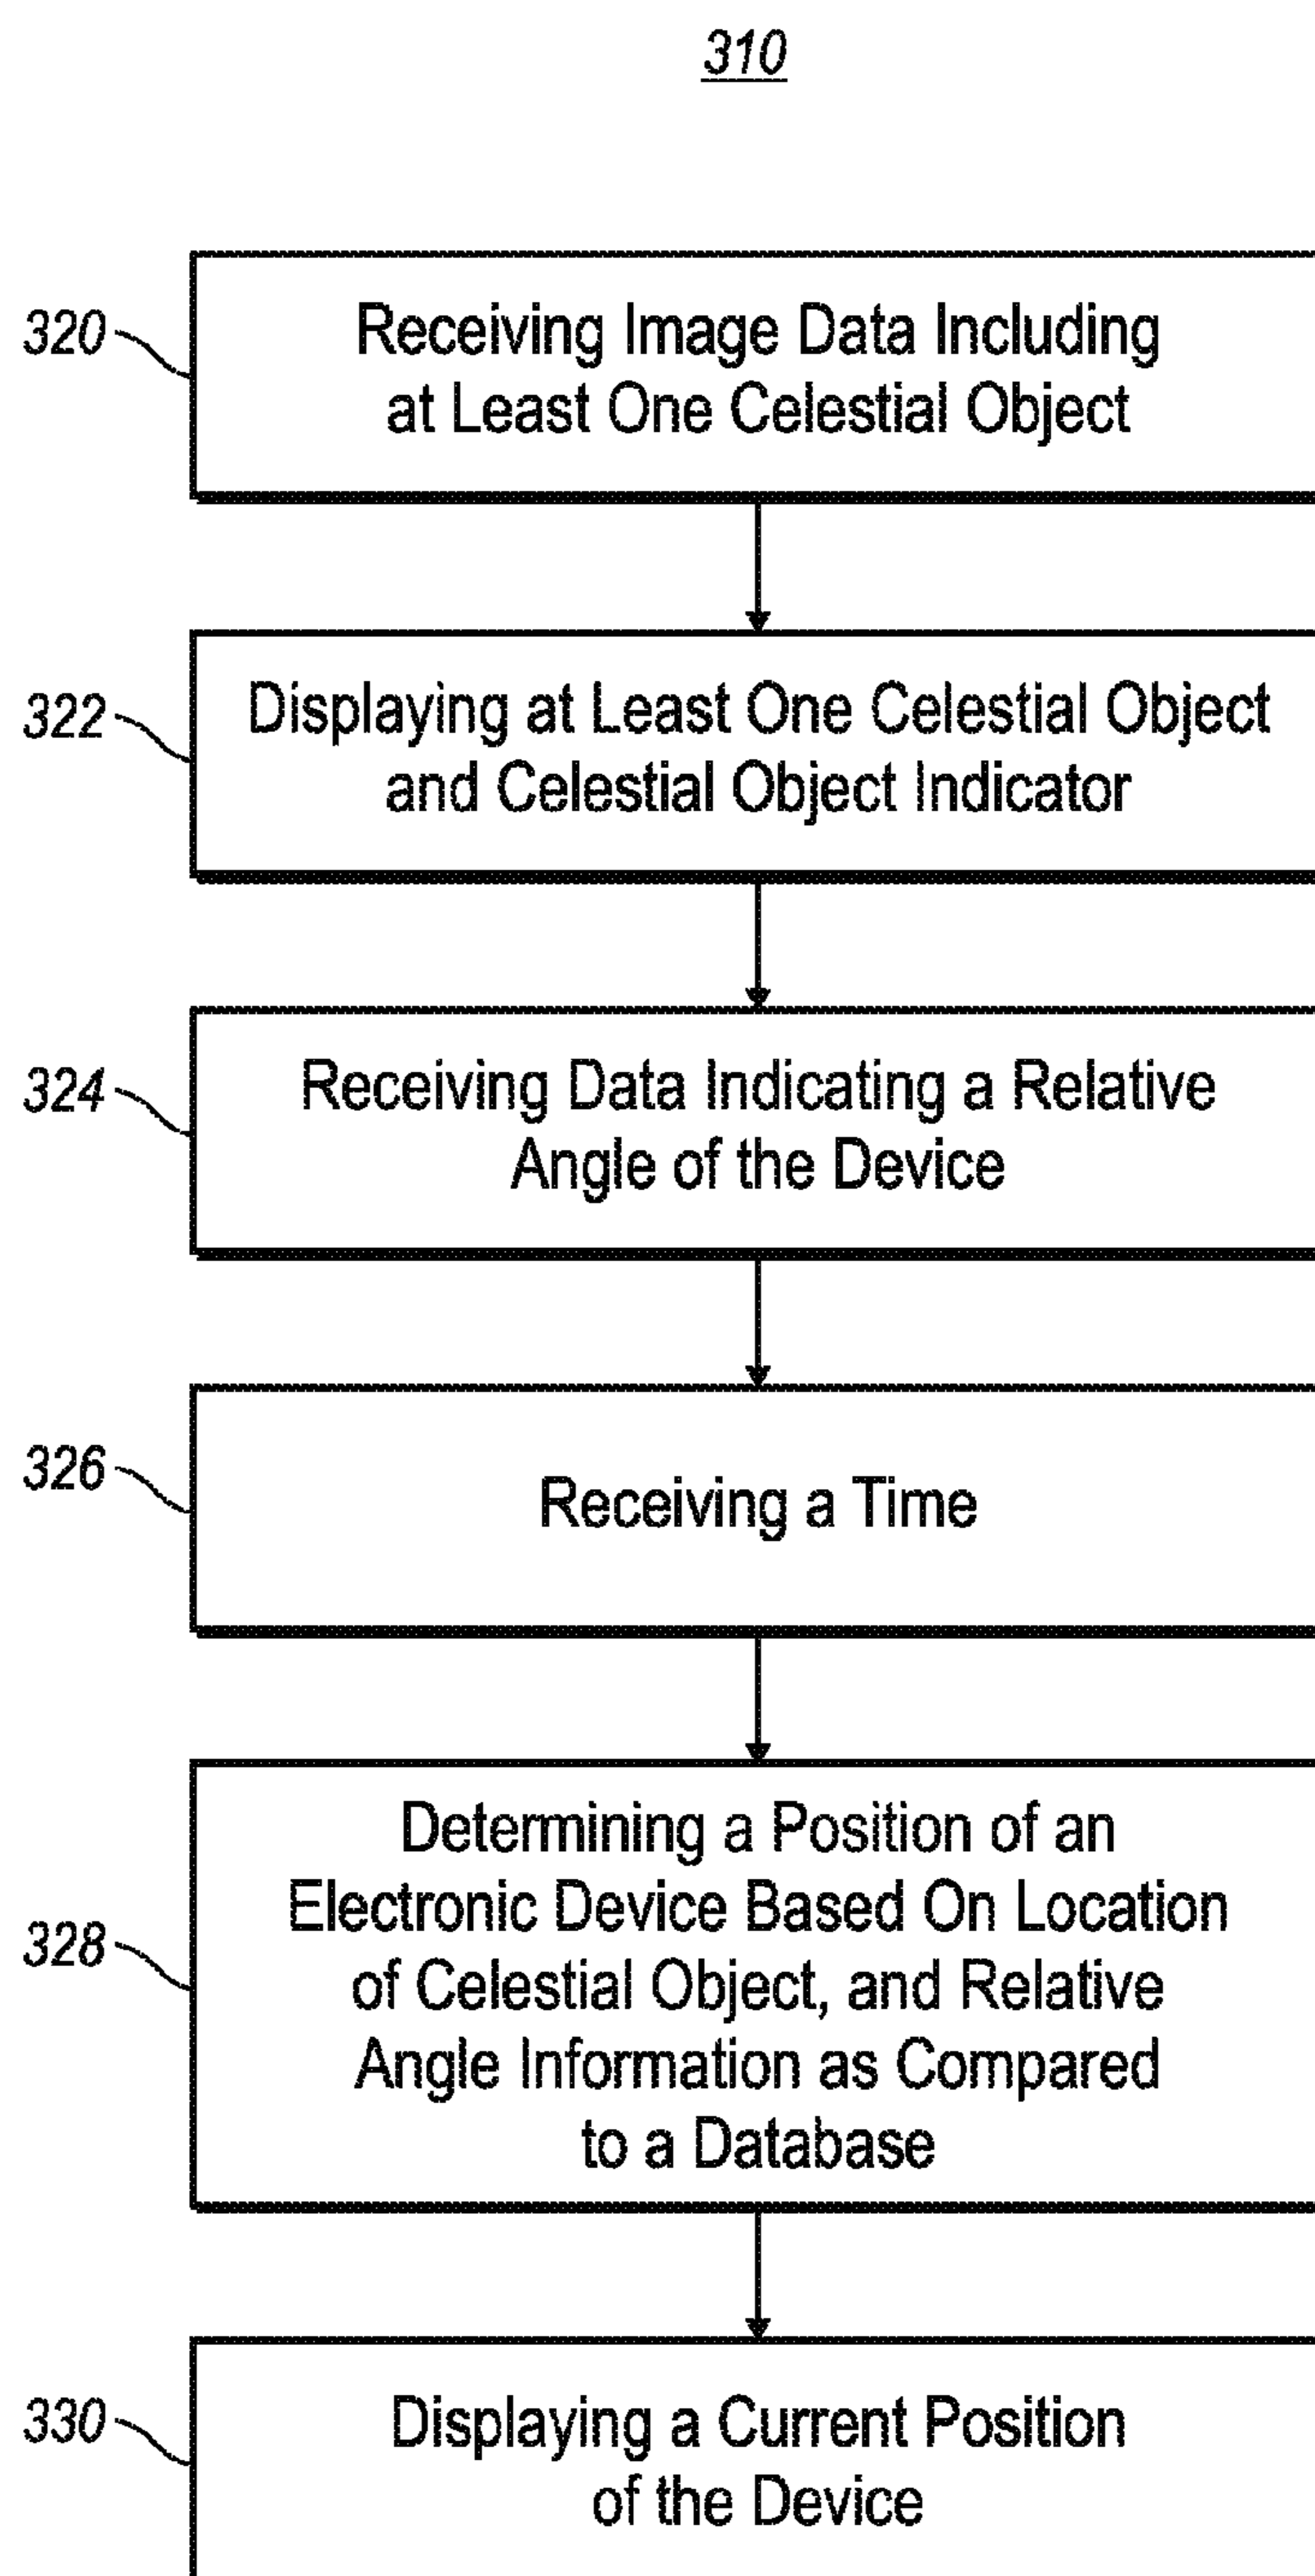 310
320
Receiving Image Data Including
at Least One Celestial Object
322
Displaying at Least One Celestial Object
and Celestial Object Indicator
324
Receiving Data Indicating a Relative
Angle of the Device
326
Receiving a Time
328
Determining a Position of an
Electronic Device Based On Location
of Celestial Object, and Relative
Angle Information as Compared
to a Database
330
Displaying a Current Position
of the Device